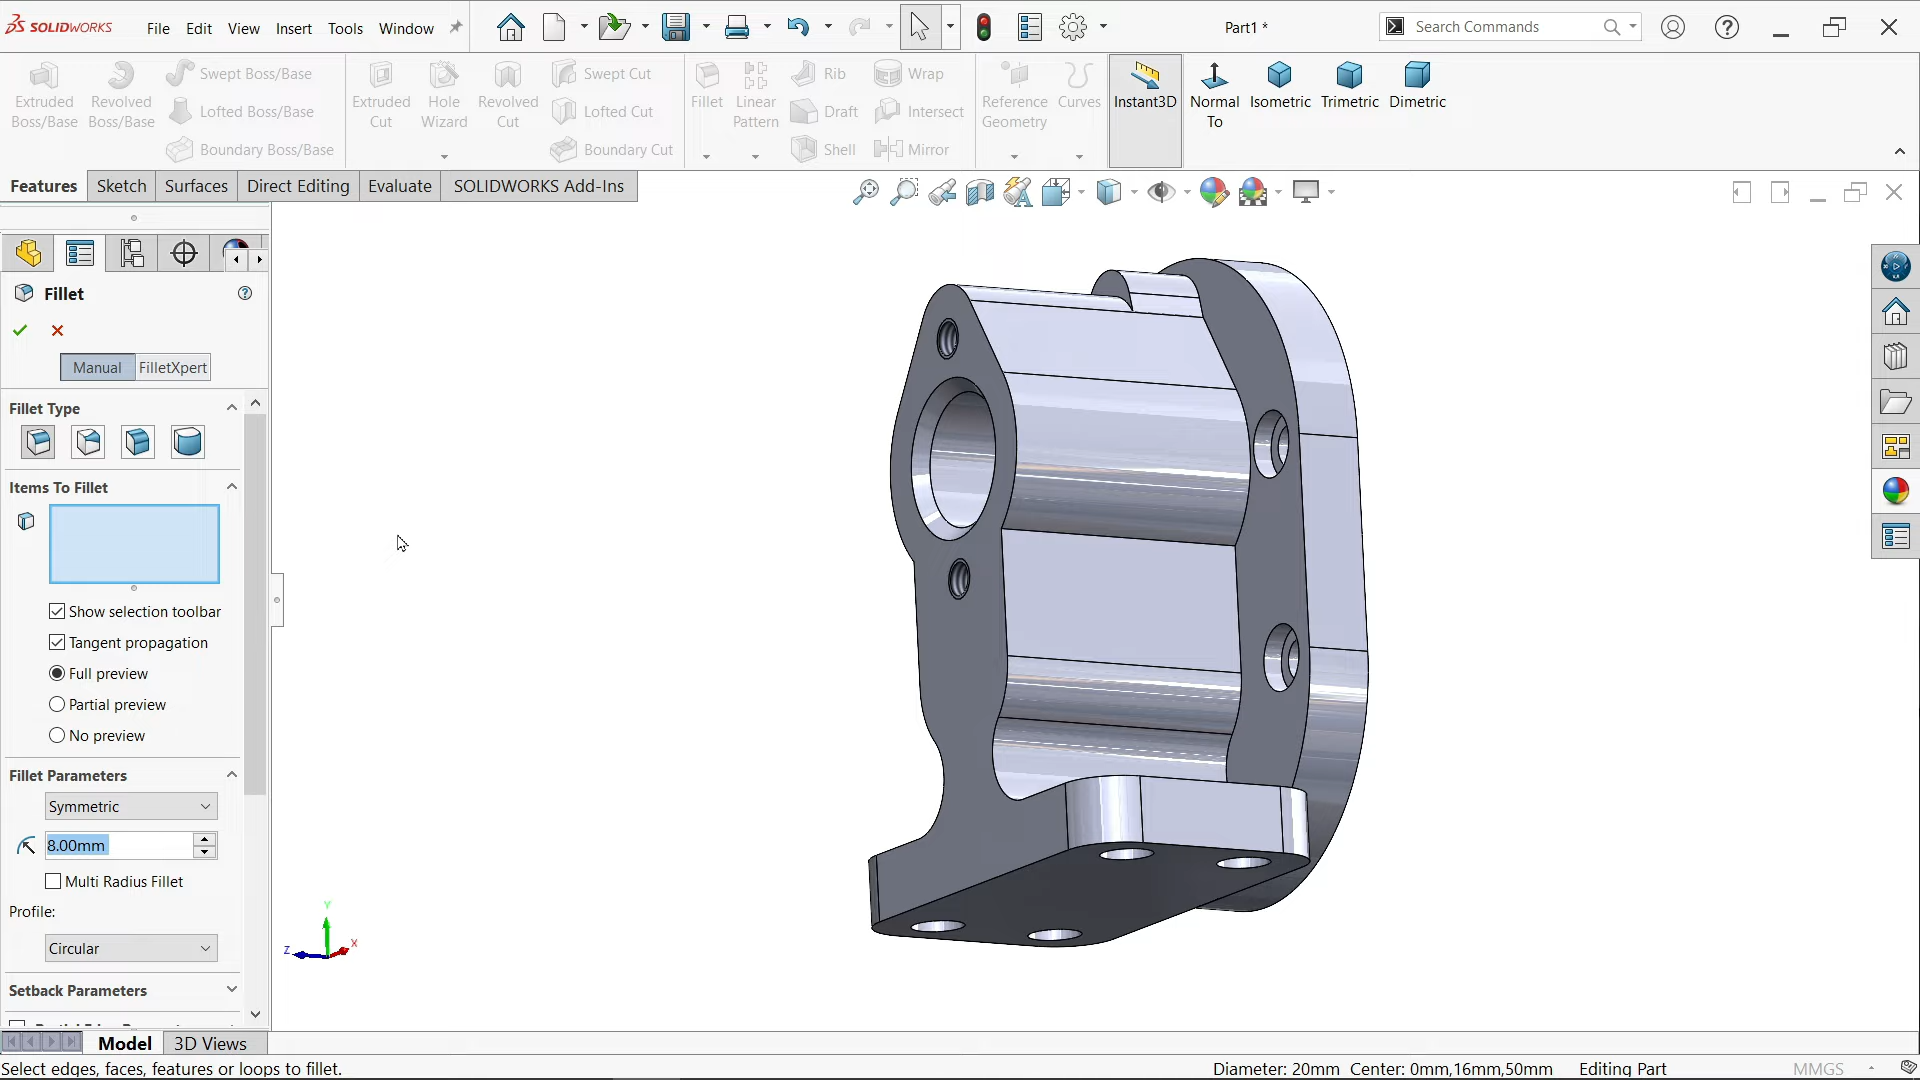 SOLIDWORKS
File
Edit
View
Insert
Tools
Window
Part1 *
Search Commands
Extruded
Boss/Base
Revolved
Boss/Base
Swept Boss/Base
Lofted Boss/Base
Boundary Boss/Base
Extruded
Cut
Hole
Wizard
Revolved
Cut
Swept Cut
Lofted Cut
Boundary Cut
Fillet
Linear
Pattern
Rib
Draft
Shell
Wrap
Intersect
Mirror
Reference
Geometry
Curves
Instant3D
Normal
To
Isometric
Trimetric
Dimetric
Features
Sketch
Surfaces
Direct Editing
Evaluate
SOLIDWORKS Add-Ins
Fillet
Manual
FilletXpert
Fillet Type
Items To Fillet
Show selection toolbar
Tangent propagation
Full preview
Partial preview
No preview
Fillet Parameters
Symmetric
8.00mm
Multi Radius Fillet
Profile:
Circular
Setback Parameters
Y
Z
X
Model
3D Views
Select edges, faces, features or loops to fillet.
Diameter: 20mm Center: 0mm,16mm,50mm
Editing Part
MMGS